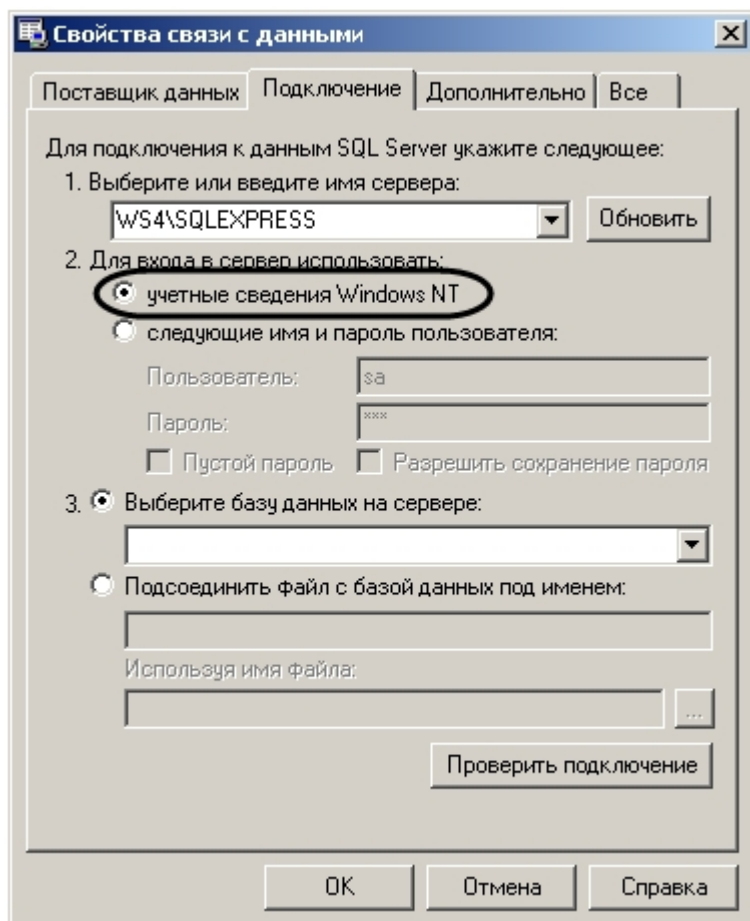 Свойства связи с данными
Поставщик данных Подключение Дополнительно Все
Для подключения к данным SQL Server укажите следующее:
1. Выберите или введите имя сервера:
WS4\SQLEXPRESS Обновить
2. Для входа в сервер использовать:
учетные сведения Windows NT
следующие имя и пароль пользователя:
Пользователь: sa
Пароль: ***
Пустой пароль Разрешить сохранение пароля
3. Выберите базу данных на сервере:
Подсоединить файл с базой данных под именем:
Используя имя файла:
...
Проверить подключение
OK Отмена Справка